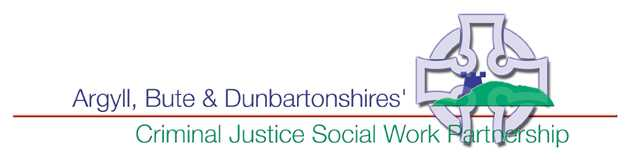 Argyll, Bute & Dunbartonshires'
Criminal Justice Social Work Partnership